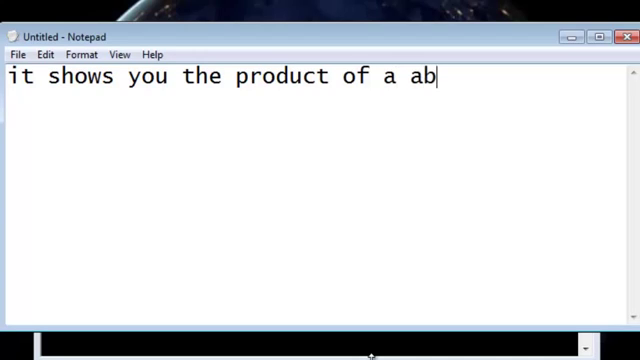 Untitled - Notepad
File Edit Format View Help
it shows you the product of a ab